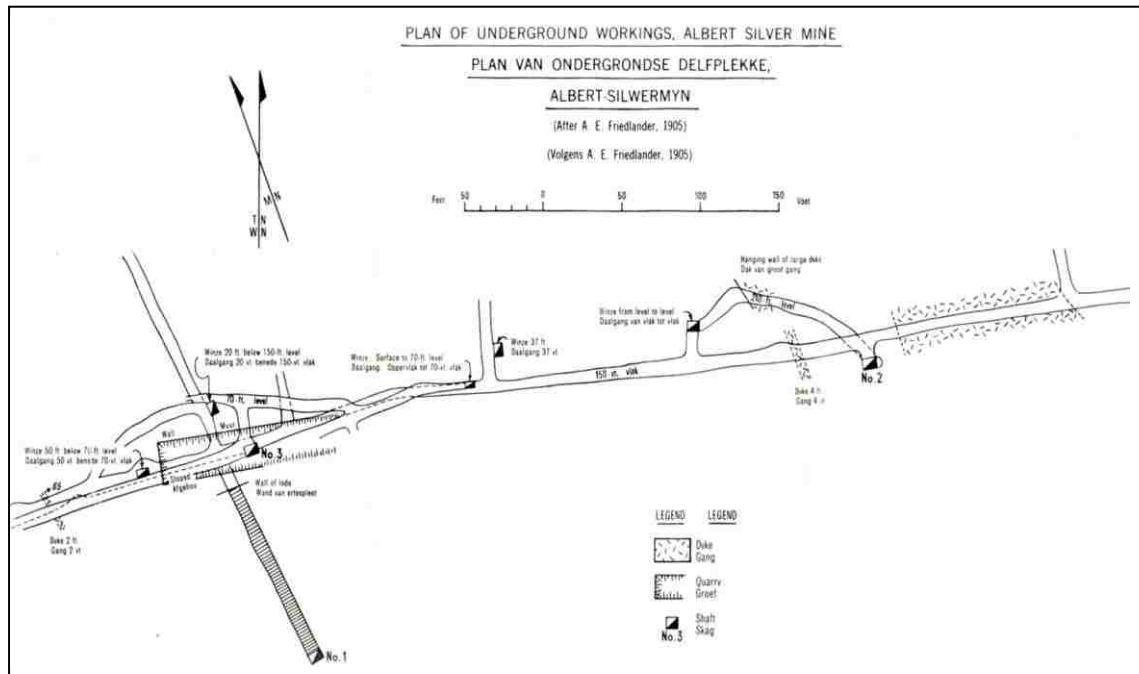 PLAN OF UNDERGROUND WORKINGS, ALBERT SILVER MINE
PLAN VAN ONDERGRONDSE DELFPLEKKE,
ALBERT-SILWERMYN
(After A. E. Friedlander, 1905)
(Volgens A. E. Friedlander, 1905)
Feet 50 0 50 100 150 Voet
M N
T N
W N
Hanging wall of large dyke
Dak van groot gang
ft. level
Winze from level to level
Daalgang van vlak tot vlak
Winze 37 ft.
Daalgang 37 vt.
Winze 20 ft. below 150-ft. level
Daalgang 20 vt. benede 150-vt. vlak
Winze: Surface to 70-ft. level
Daalgang: Oppervlak tot 70-vt. vlak
150-vt. vlak
No.2
Dyke 4 ft.
Gang 4 vt.
70-ft. level
Wall Muur
Winze 50 ft. below 70-ft. level
Daalgang 50 vt. benede 70-vt. vlak
No.3
Stoped
Afgebou
Wall of lode
Wand van ertsspleet
85
Dyke 2 ft.
Gang 2 vt.
No.1
LEGEND LEGEND
Dyke
Gang
Quarry
Groef
Shaft
Skag
No.3